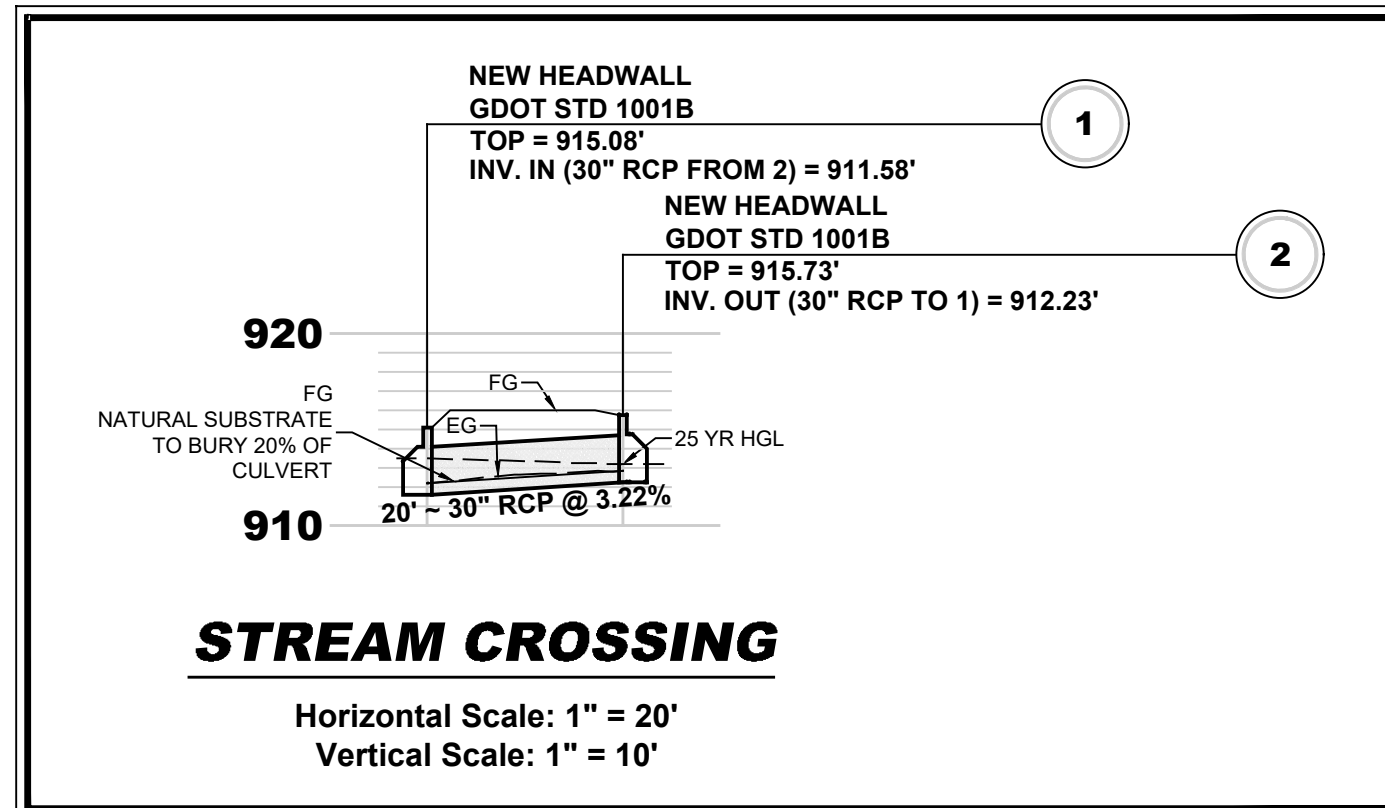 NEW HEADWALL
GDOT STD 1001B
TOP = 915.08'
INV. IN (30" RCP FROM 2) = 911.58'
1
NEW HEADWALL
GDOT STD 1001B
TOP = 915.73'
INV. OUT (30" RCP TO 1) = 912.23'
2
920
FG
NATURAL SUBSTRATE
TO BURY 20% OF
CULVERT
FG
EG
25 YR HGL
20' ~ 30" RCP @ 3.22%
910
STREAM CROSSING
Horizontal Scale: 1" = 20'
Vertical Scale: 1" = 10'